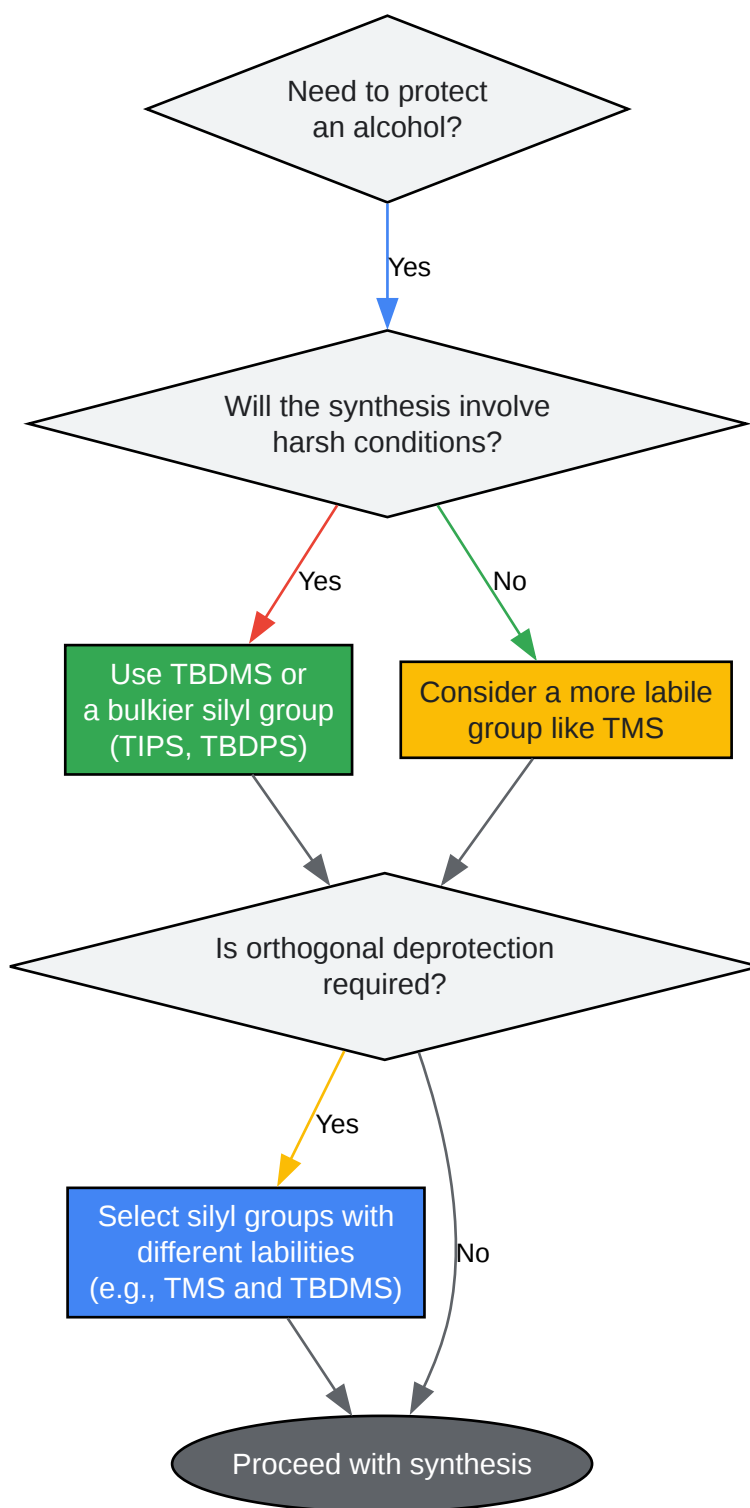 Need to protect
an alcohol?
Yes
Will the synthesis involve
harsh conditions?
Yes
No
Use TBDMS or
a bulkier silyl group
(TIPS, TBDPS)
Consider a more labile
group like TMS
Is orthogonal deprotection
required?
Yes
Select silyl groups with
different labilities
(e.g., TMS and TBDMS)
No
Proceed with synthesis